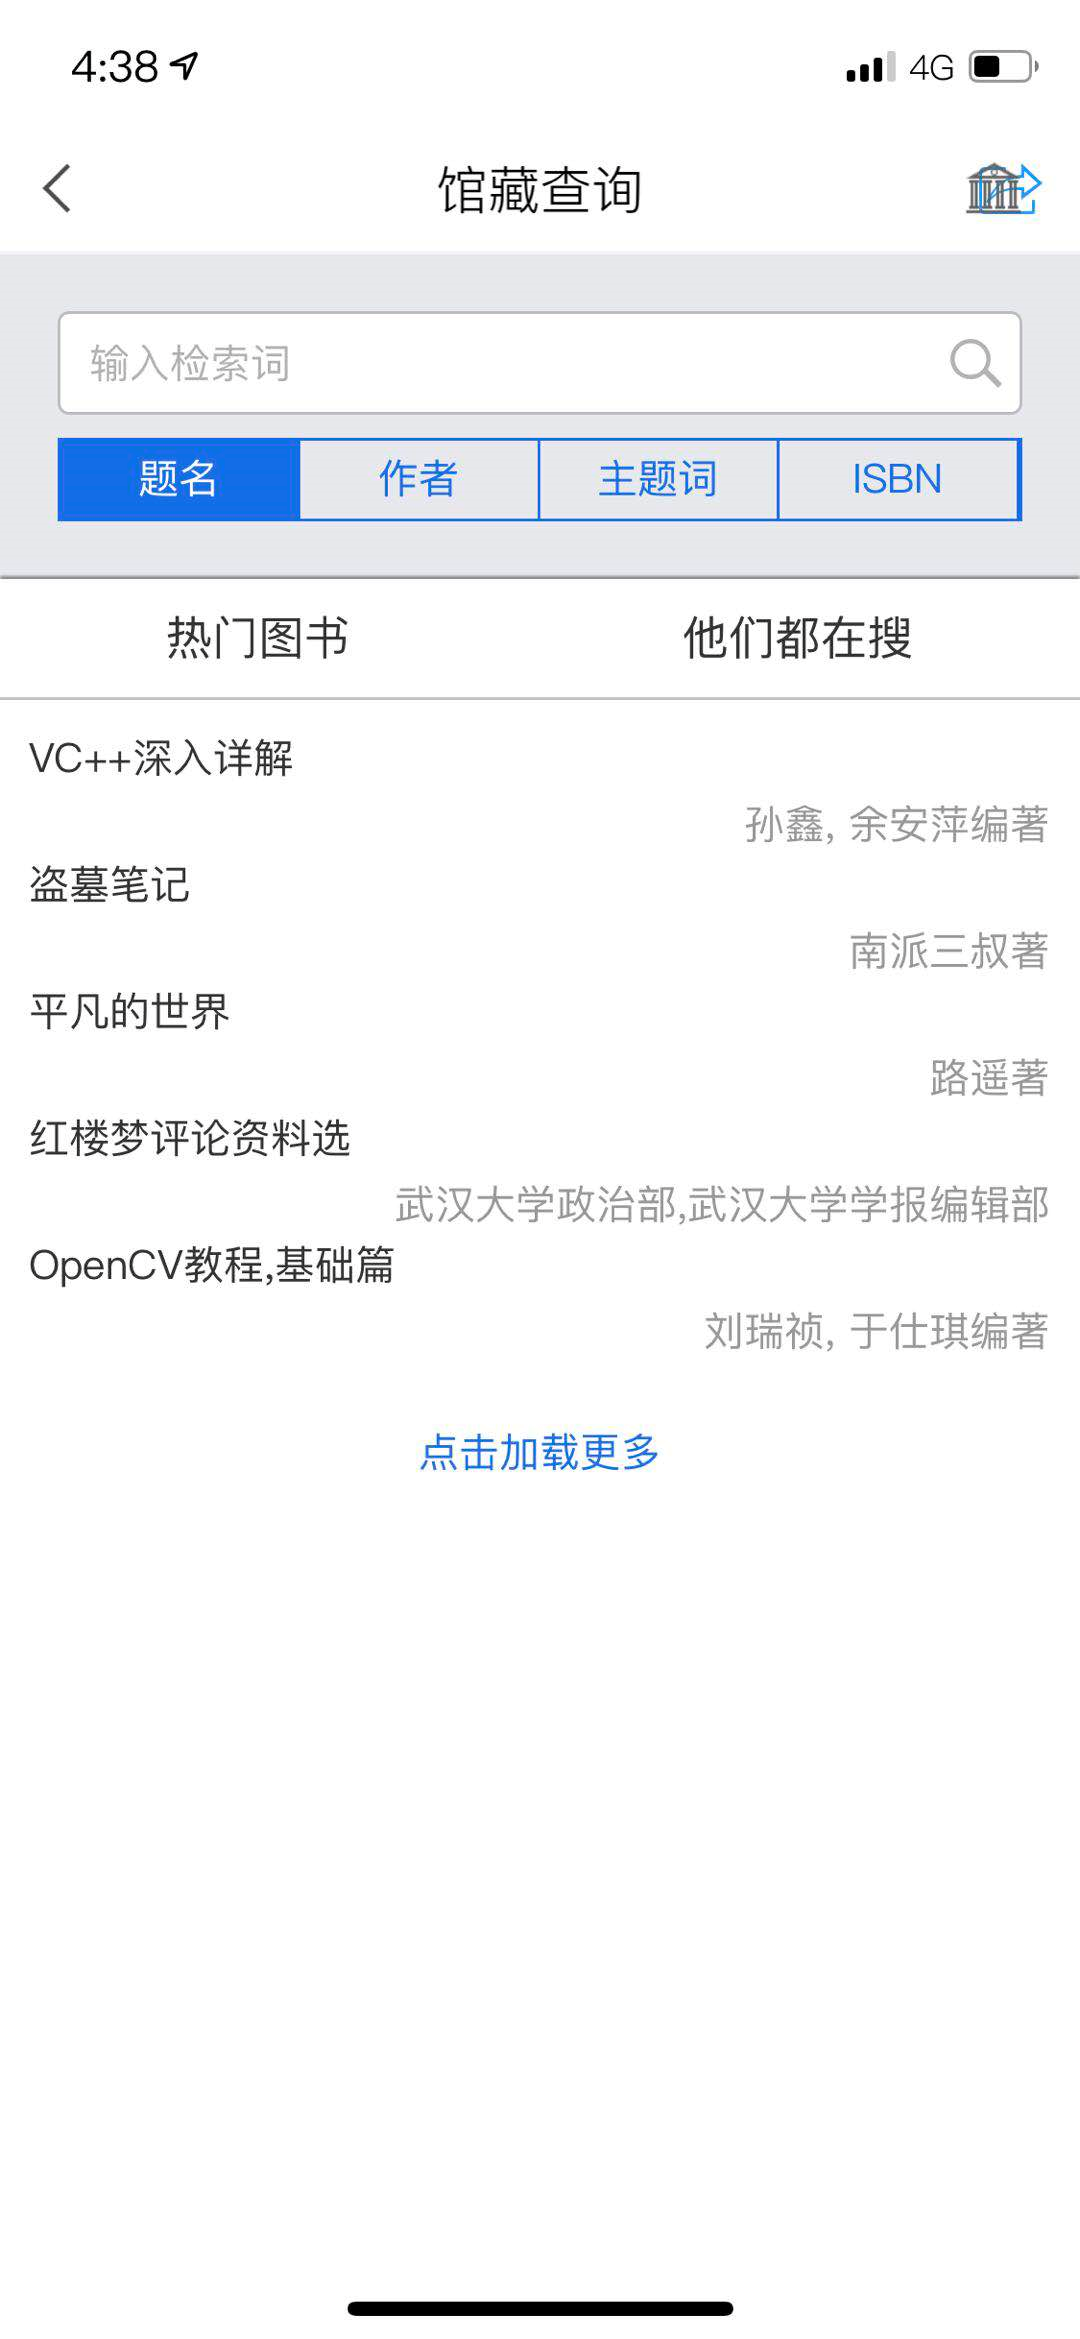 4:38 4G
馆藏查询
输入检索词
题名 作者 主题词 ISBN
热门图书 他们都在搜
VC++深入详解
孙鑫, 余安萍编著
盗墓笔记
南派三叔著
平凡的世界
路遥著
红楼梦评论资料选
武汉大学政治部,武汉大学学报编辑部
OpenCV教程,基础篇
刘瑞祯, 于仕琪编著
点击加载更多